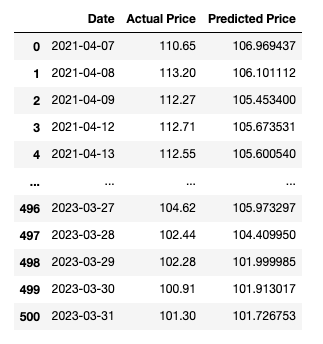 Date Actual Price Predicted Price
0 2021-04-07 110.65 106.969437
1 2021-04-08 113.20 106.101112
2 2021-04-09 112.27 105.453400
3 2021-04-12 112.71 105.673531
4 2021-04-13 112.55 105.600540
... ... ... ...
496 2023-03-27 104.62 105.973297
497 2023-03-28 102.44 104.409950
498 2023-03-29 102.28 101.999985
499 2023-03-30 100.91 101.913017
500 2023-03-31 101.30 101.726753